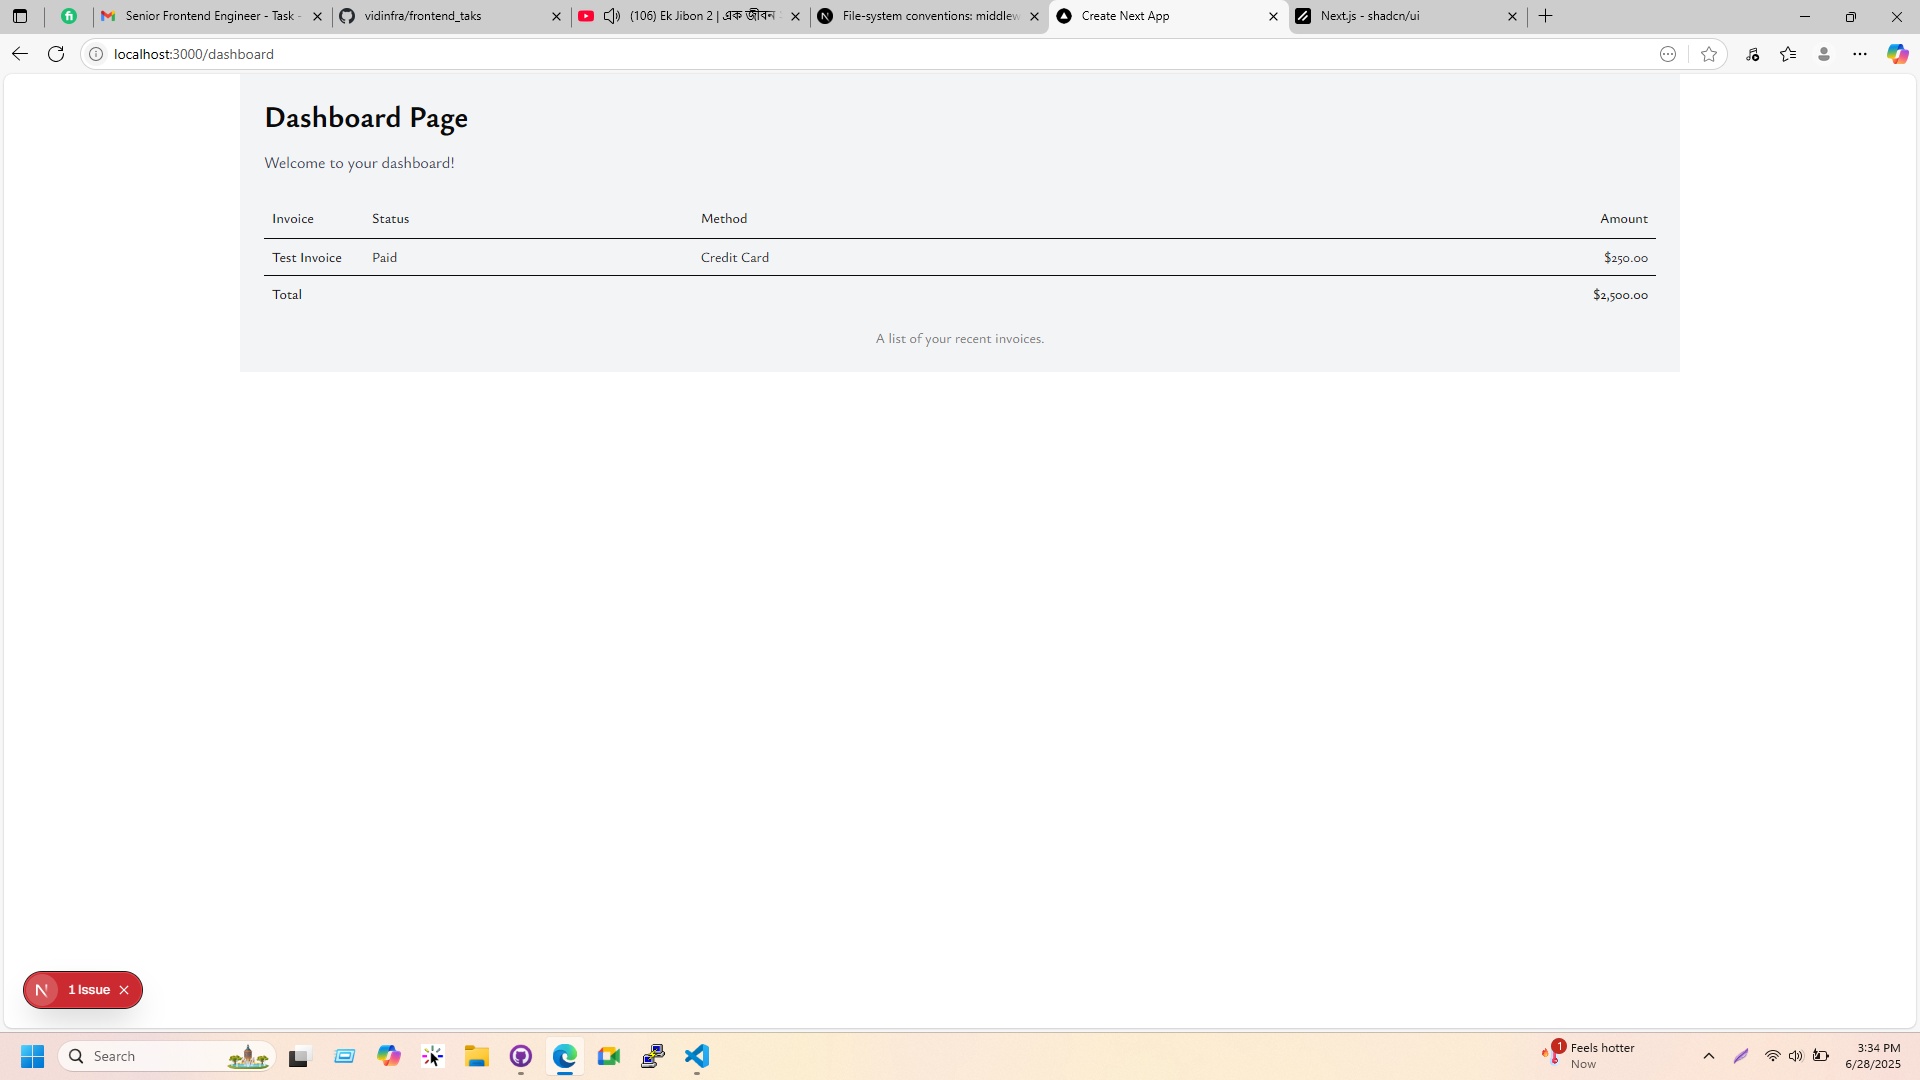 Senior Frontend Engineer - Task -
vidinfra/frontend_taks
(106) Ek Jibon 2 | এক জীবন
File-system conventions: middlew
Create Next App
Next.js - shadcn/ui
localhost:3000/dashboard
Dashboard Page
Welcome to your dashboard!
Invoice Status Method Amount
Test Invoice Paid Credit Card $250.00
Total $2,500.00
A list of your recent invoices.
N 1 Issue
Search
1 Feels hotter
Now
3:34 PM
6/28/2025